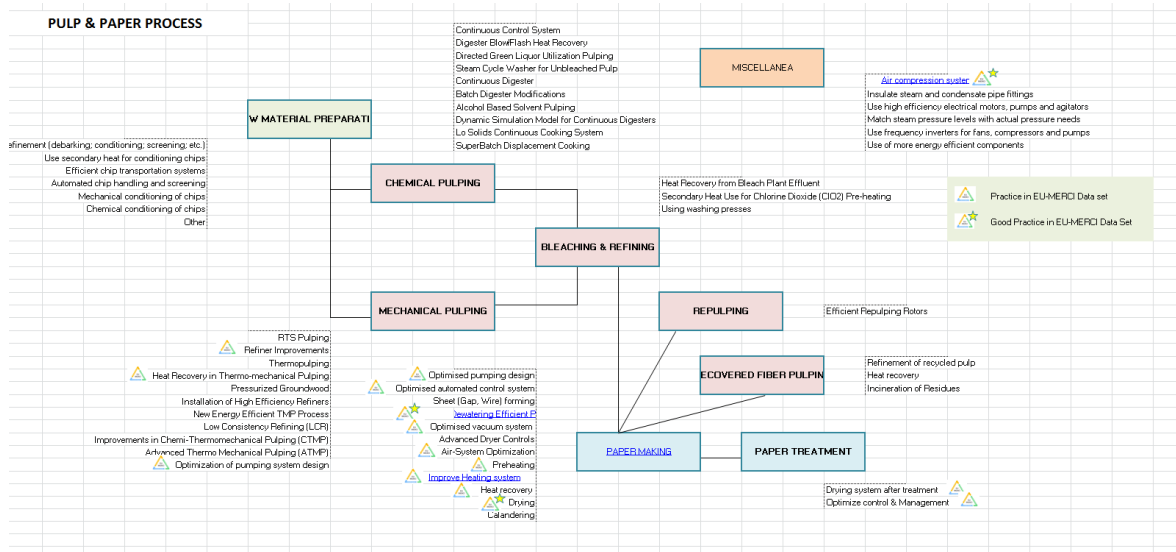 PULP & PAPER PROCESS
Continuous Control System
Digester Blow/Flash Heat Recovery
Directed Green Liquor Utilization Pulping
Steam Cycle Washer for Unbleached Pulp
Continuous Digester
Batch Digester Modifications
Alcohol Based Solvent Pulping
Dynamic Simulation Model for Continuous Digesters
Lo Solids Continuous Cooking System
SuperBatch Displacement Cooking
MISCELLANEA
Air compression syster
Insulate steam and condensate pipe fittings
Use high efficiency electrical motors, pumps and agitators
Match steam pressure levels with actual pressure needs
Use frequency inverters for fans, compressors and pumps
Use of more energy efficient components
W MATERIAL PREPARATI
efinement (debarking; conditioning; screening; etc.)
Use secondary heat for conditioning chips
Efficient chip transportation systems
Automated chip handling and screening
Mechanical conditioning of chips
Chemical conditioning of chips
Other
CHEMICAL PULPING
Heat Recovery from Bleach Plant Effluent
Secondary Heat Use for Chlorine Dioxide (ClO2) Pre-heating
Using washing presses
Practice in EU-MERCI Data set
Good Practice in EU-MERCI Data Set
BLEACHING & REFINING
MECHANICAL PULPING
REPULPING
Efficient Repulping Rotors
RTS Pulping
Refiner Improvements
Thermopulping
Heat Recovery in Thermo-mechanical Pulping
Pressurized Groundwood
Installation of High Efficiency Refiners
New Energy Efficient TMP Process
Low Consistency Refining (LCR)
Improvements in Chemi-Thermomechanical Pulping (CTMP)
Advanced Thermo Mechanical Pulping (ATMP)
Optimization of pumping system design
Optimised pumping design
Optimised automated control system
Sheet (Gap, Wire) forming
Dewatering Efficient P
Optimised vacuum system
Advanced Dryer Controls
Air-System Optimization
Preheating
Improve Heating system
Heat recovery
Drying
Calandering
ECOVERED FIBER PULPIN
Refinement of recycled pulp
Heat recovery
Incineration of Residues
PAPER MAKING
PAPER TREATMENT
Drying system after treatment
Optimize control & Management